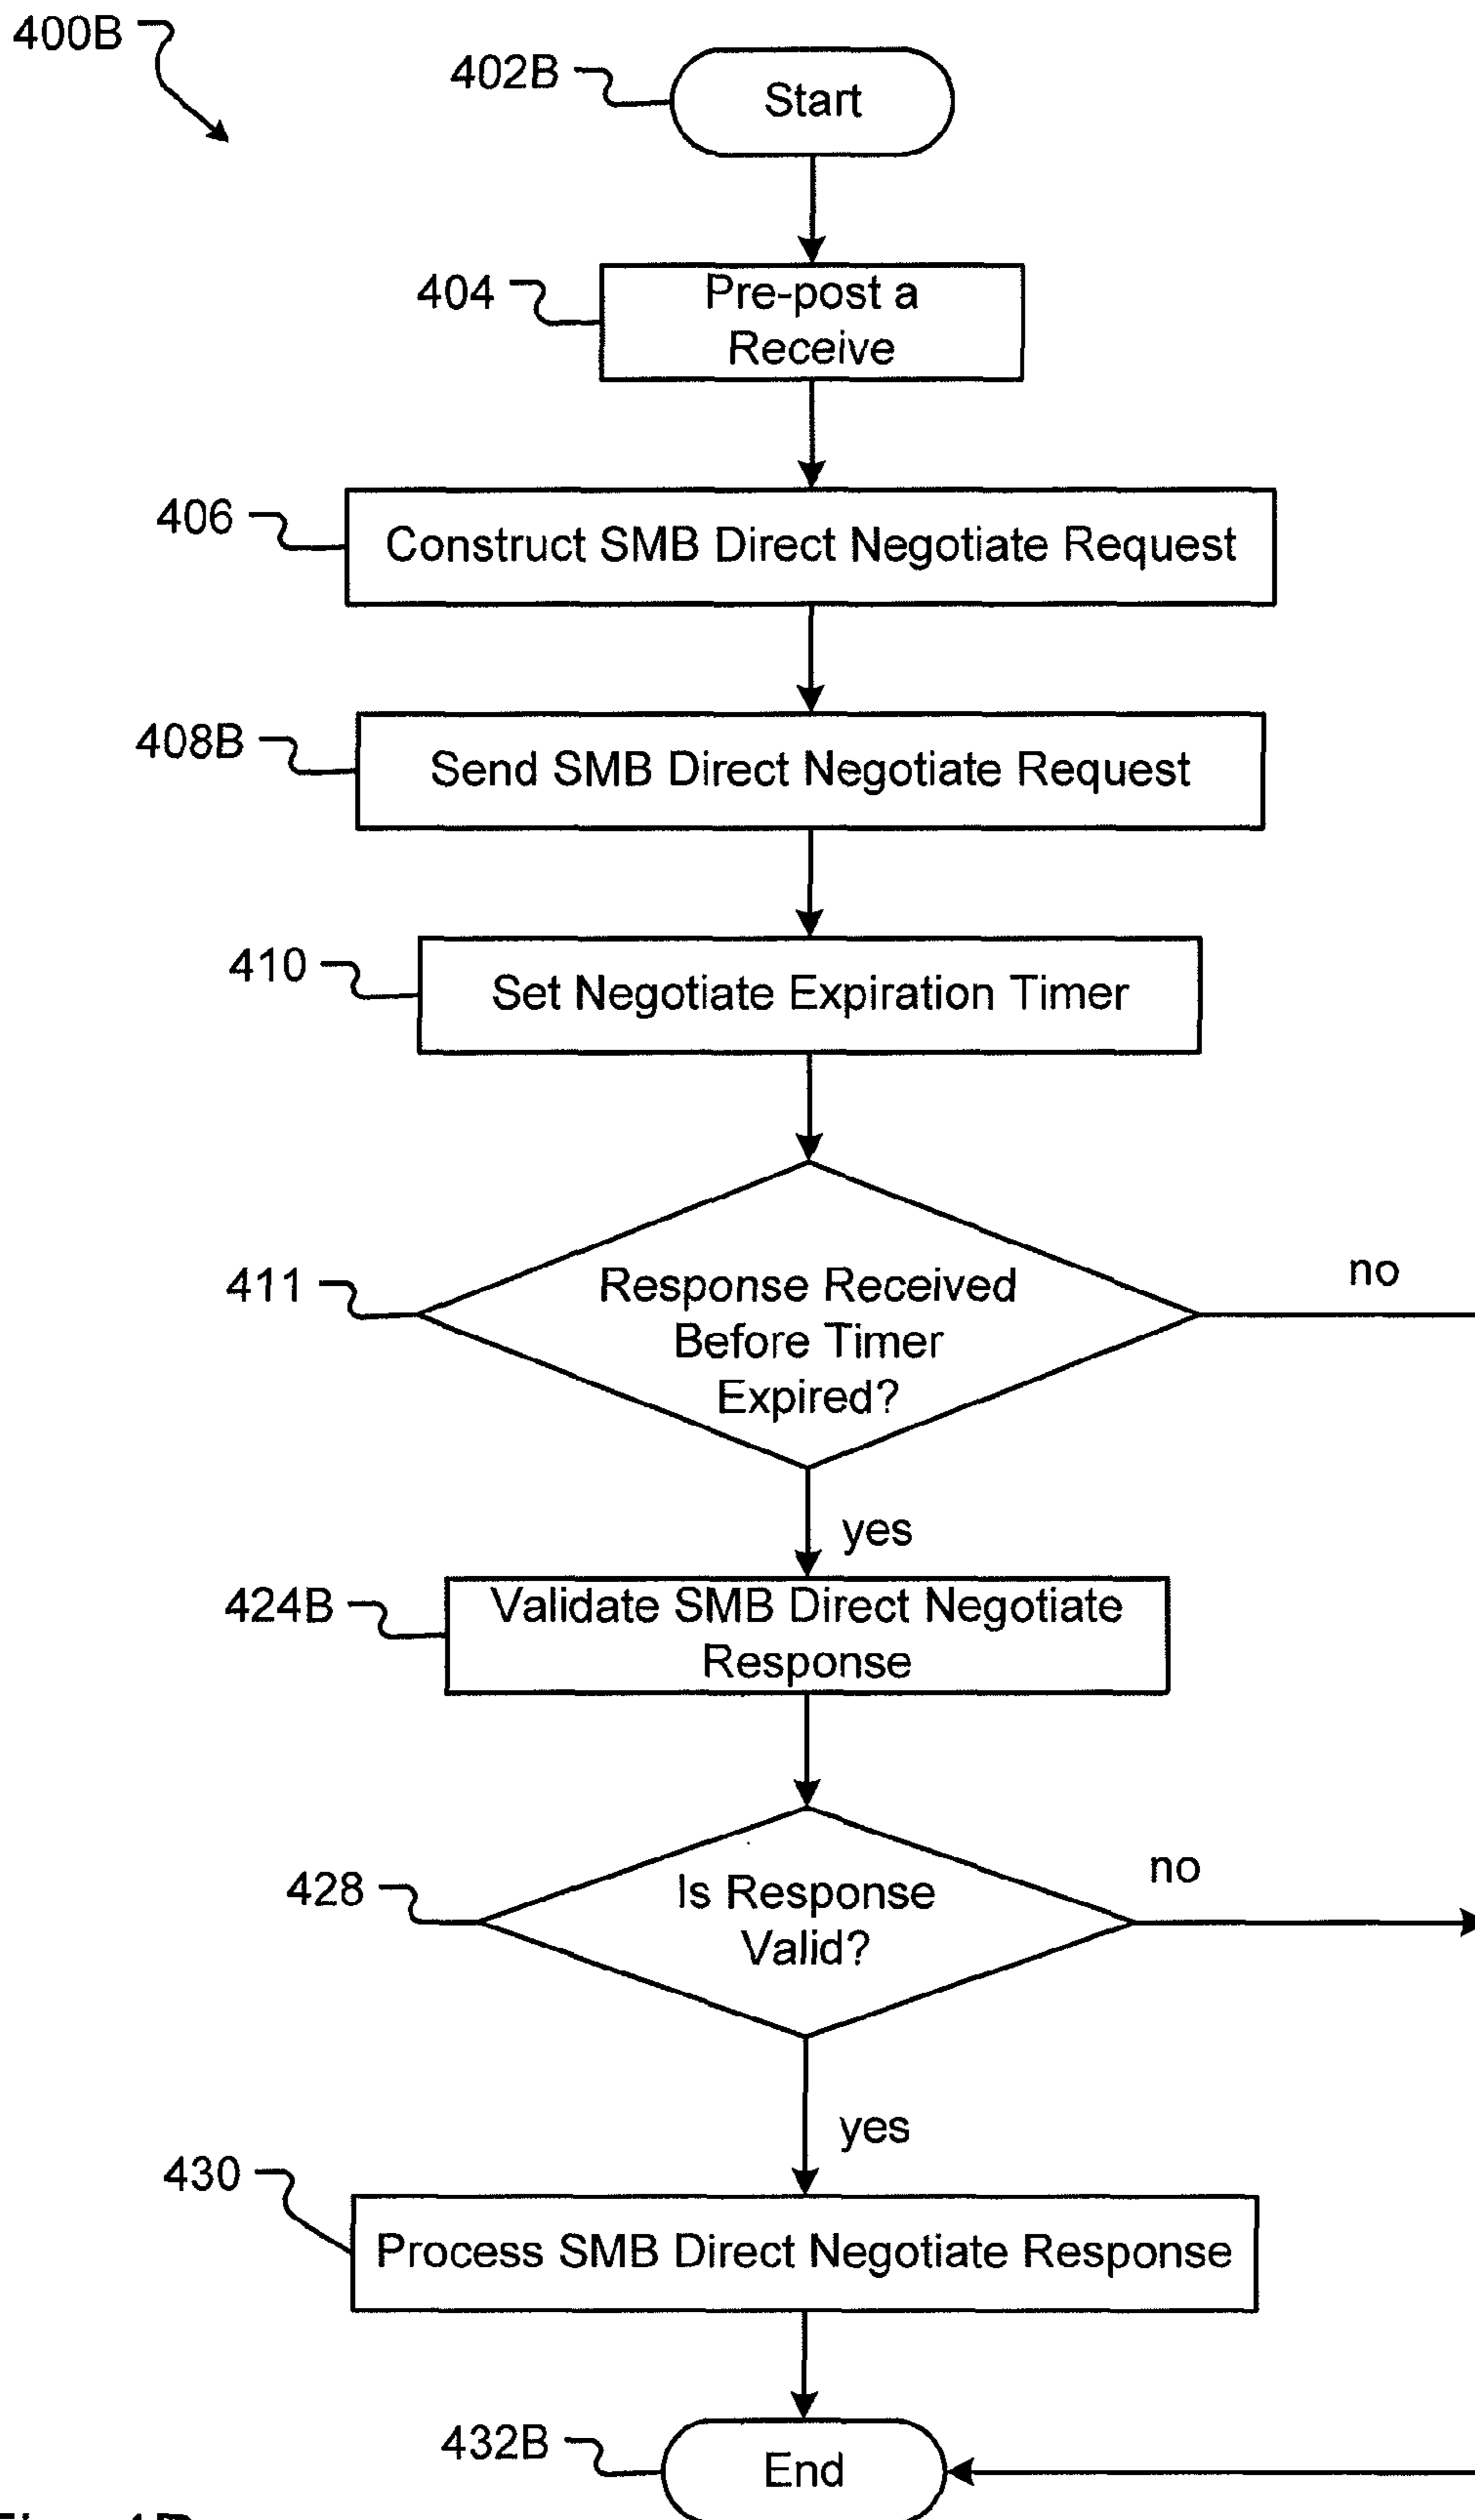 400B
402B
Start
404
Pre-post a
Receive
406
Construct SMB Direct Negotiate Request
408B
Send SMB Direct Negotiate Request
410
Set Negotiate Expiration Timer
411
Response Received
Before Timer
Expired?
no
yes
424B
Validate SMB Direct Negotiate
Response
428
Is Response
Valid?
no
yes
430
Process SMB Direct Negotiate Response
432B
End